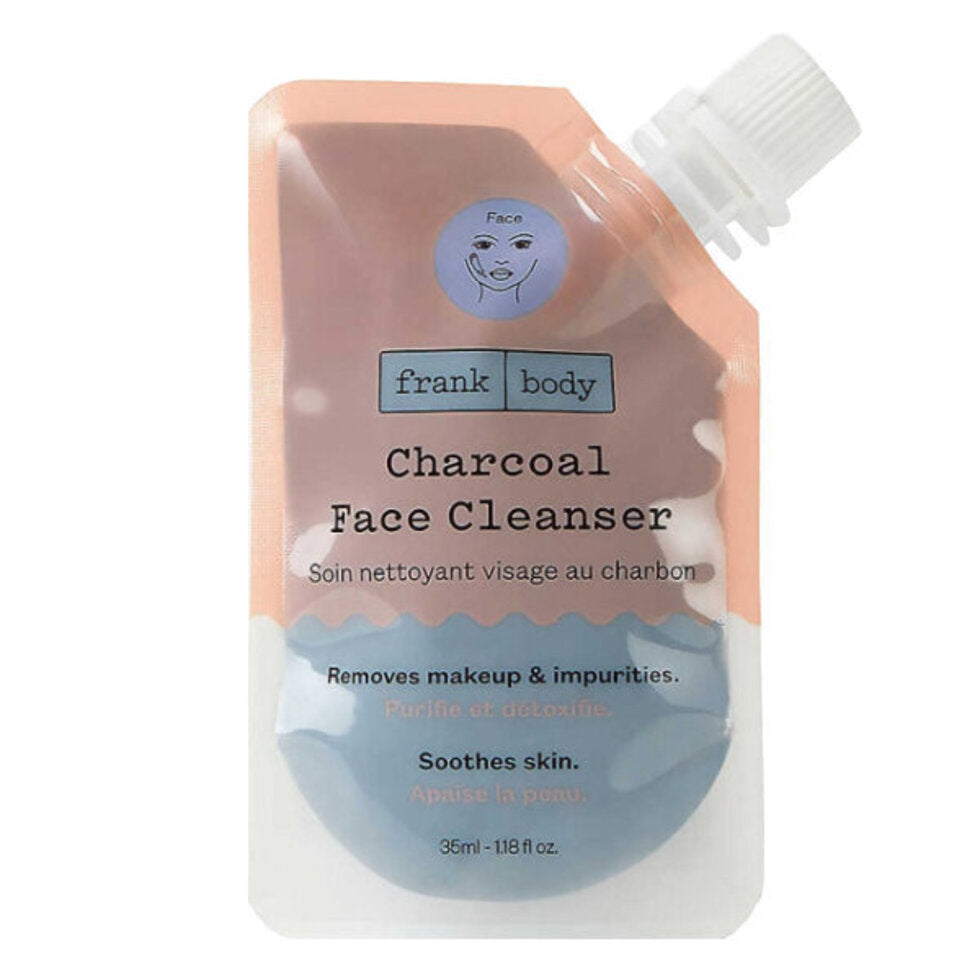 Face
frank body
Charcoal
Face Cleanser
Soin nettoyant visage au charbon
Removes makeup & impurities.
Purifie et détoxifie.
Soothes skin.
Apaise la peau.
35ml - 1.18 fl oz.